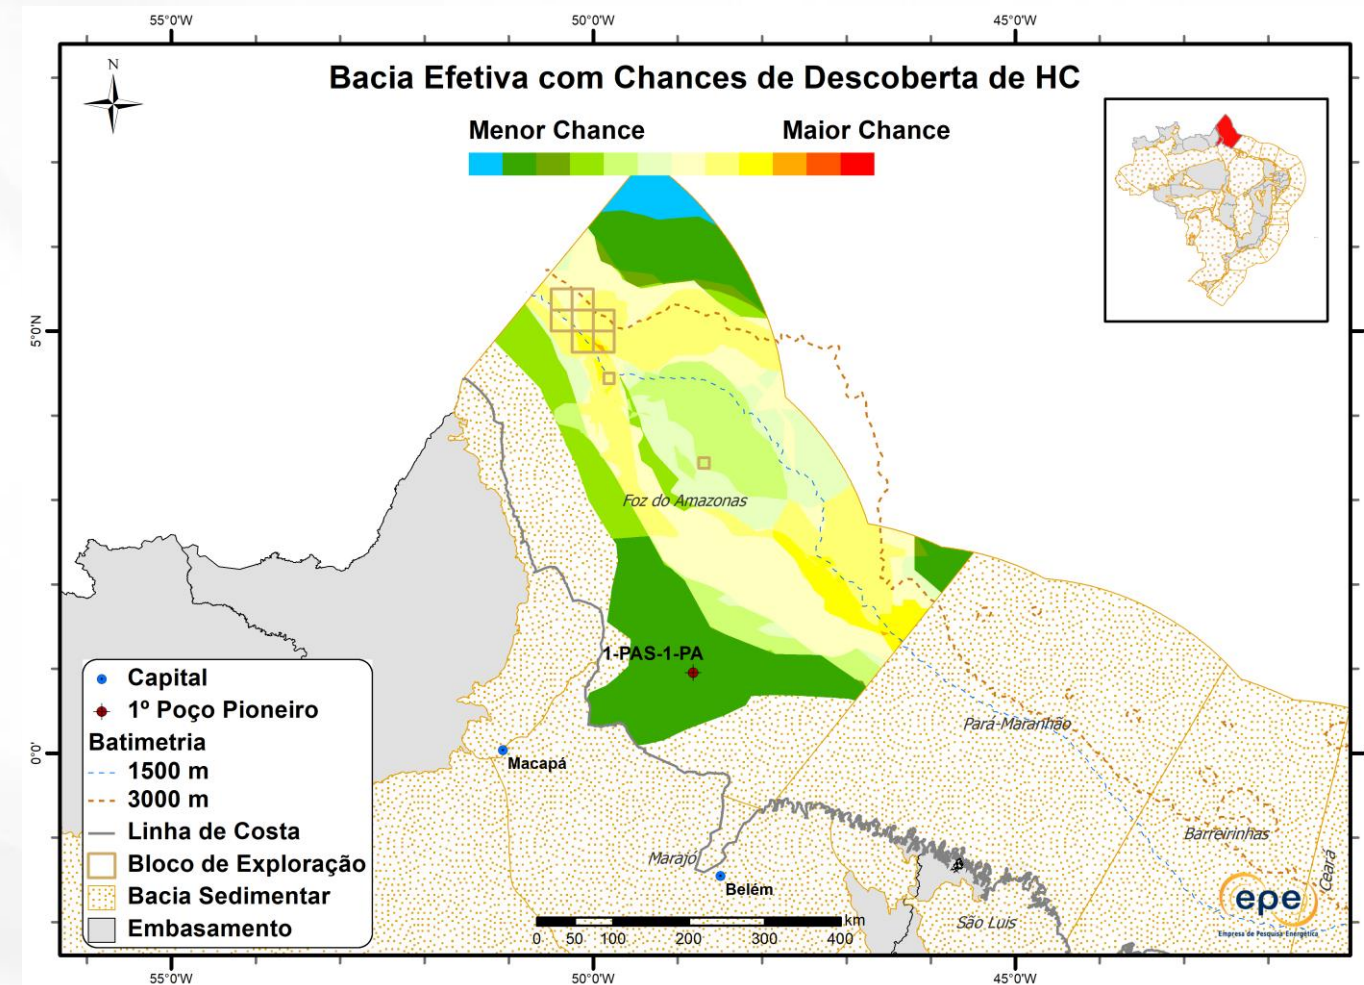 55°0'W 50°0'W 45°0'W
N
Bacia Efetiva com Chances de Descoberta de HC
Menor Chance Maior Chance
5°0'N
Foz do Amazonas
1-PAS-1-PA
Capital
1º Poço Pioneiro
Batimetria
1500 m
3000 m
Linha de Costa
Bloco de Exploração
Bacia Sedimentar
Embasamento
0°0'
Macapá
Pará-Maranhão
Barreirinhas
Ceará
Marajó
Belém
São Luis
km
0 50 100 200 300 400
epe
Empresa de Pesquisa Energética
55°0'W 50°0'W 45°0'W